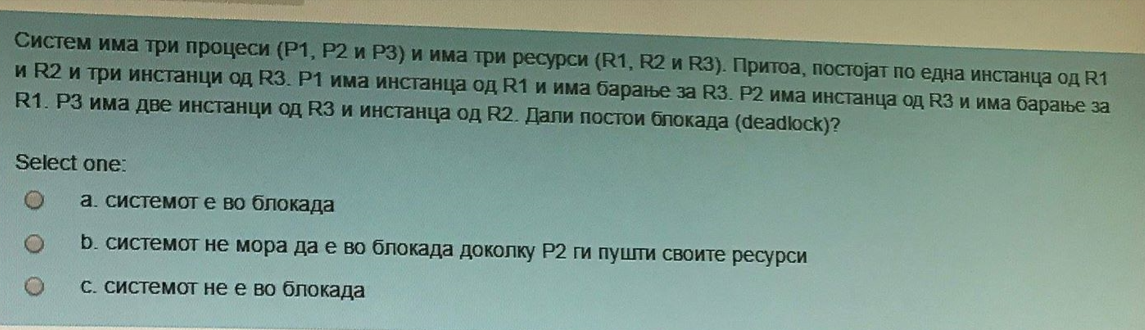 Систем има три процеси (P1, P2 и P3) и има три ресурси (R1, R2 и R3). Притоа, постојат по една инстанца од R1
и R2 и три инстанци од R3. P1 има инстанца од R1 и има барање за R3. P2 има инстанца од R3 и има барање за
R1. P3 има две инстанци од R3 и инстанца од R2. Дали постои блокада (deadlock)?
Select one:
a. системот е во блокада
b. системот не мора да е во блокада доколку P2 ги пушти своите ресурси
c. системот не е во блокада